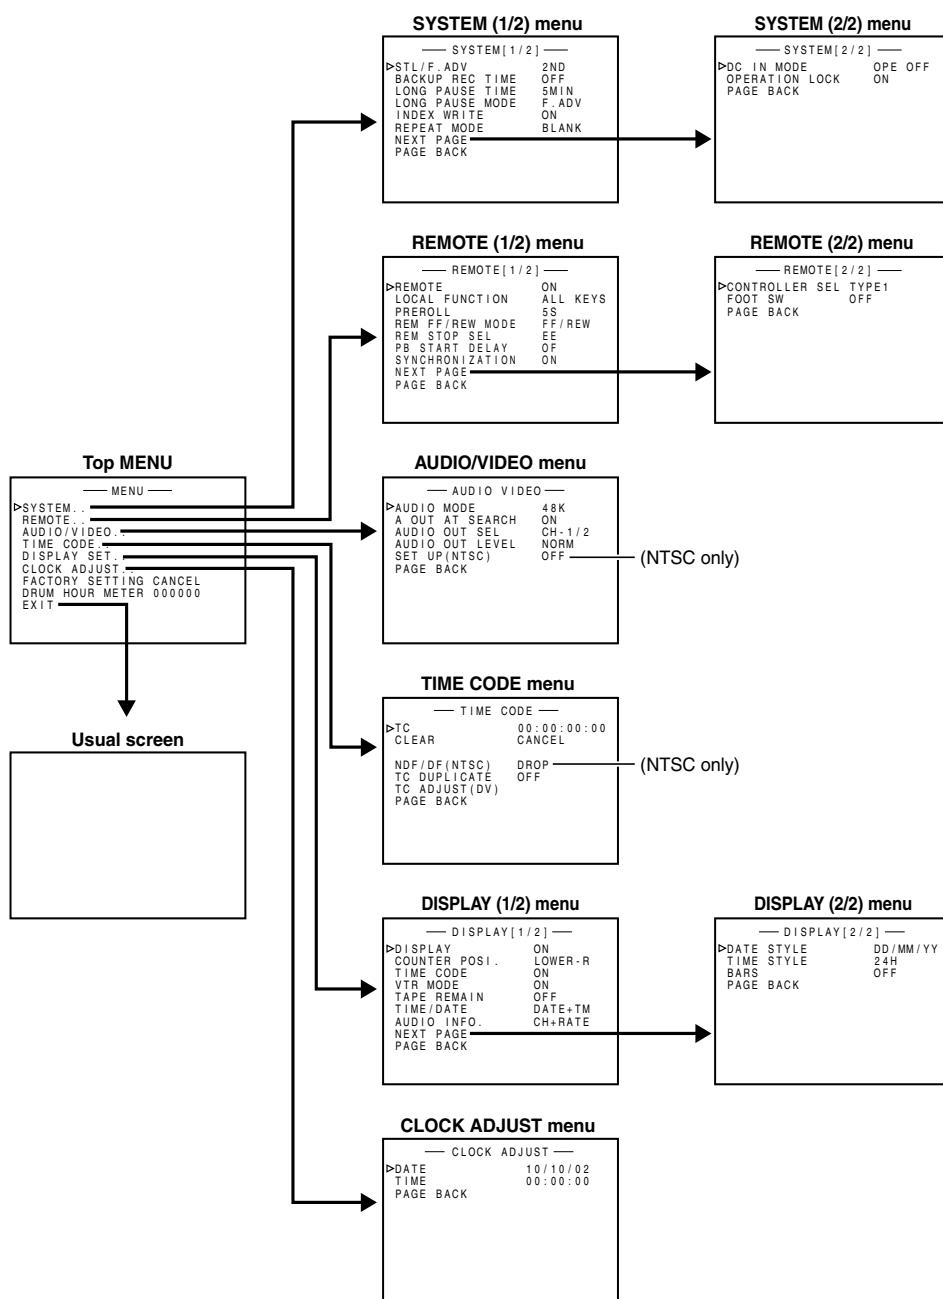 SYSTEM (1/2) menu
SYSTEM[1/2]
STL/F.ADV 2ND
BACKUP REC TIME OFF
LONG PAUSE TIME 5MIN
LONG PAUSE MODE F.ADV
INDEX WRITE ON
REPEAT MODE BLANK
NEXT PAGE
PAGE BACK
SYSTEM (2/2) menu
SYSTEM[2/2]
DC IN MODE OPE OFF
OPERATION LOCK ON
PAGE BACK
REMOTE (1/2) menu
REMOTE[1/2]
REMOTE ON
LOCAL FUNCTION ALL KEYS
PREROLL 5S
REM FF/REW MODE FF/REW
REM STOP SEL EE
PB START DELAY OF
SYNCHRONIZATION ON
NEXT PAGE
PAGE BACK
REMOTE (2/2) menu
REMOTE[2/2]
CONTROLLER SEL TYPE1
FOOT SW OFF
PAGE BACK
Top MENU
MENU
SYSTEM..
REMOTE..
AUDIO/VIDEO..
TIME CODE..
DISPLAY SET..
CLOCK ADJUST..
FACTORY SETTING CANCEL
DRUM HOUR METER 000000
EXIT
AUDIO/VIDEO menu
AUDIO VIDEO
AUDIO MODE 48K
A OUT AT SEARCH ON
AUDIO OUT SEL CH-1/2
AUDIO OUT LEVEL NORM
SET UP(NTSC) OFF (NTSC only)
PAGE BACK
TIME CODE menu
TIME CODE
TC 00:00:00:00
CLEAR CANCEL
NDF/DF(NTSC) DROP (NTSC only)
TC DUPLICATE OFF
TC ADJUST(DV)
PAGE BACK
Usual screen
DISPLAY (1/2) menu
DISPLAY[1/2]
DISPLAY ON
COUNTER POSI. LOWER-R
TIME CODE ON
VTR MODE ON
TAPE REMAIN OFF
TIME/DATE DATE+TM
AUDIO INFO. CH+RATE
NEXT PAGE
PAGE BACK
DISPLAY (2/2) menu
DISPLAY[2/2]
DATE STYLE DD/MM/YY
TIME STYLE 24H
BARS OFF
PAGE BACK
CLOCK ADJUST menu
CLOCK ADJUST
DATE 10/10/02
TIME 00:00:00
PAGE BACK